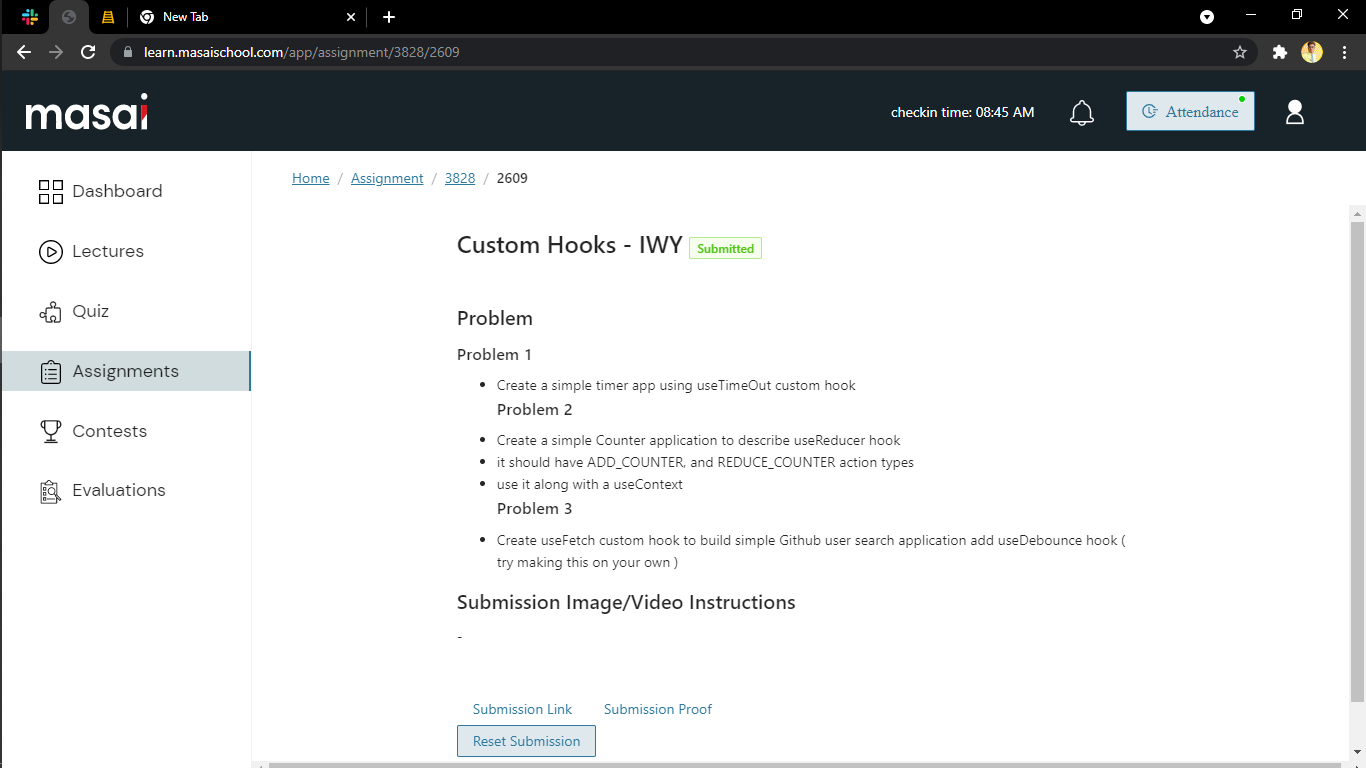 New Tab
learn.masaischool.com/app/assignment/3828/2609
masai
checkin time: 08:45 AM
Attendance
Dashboard
Lectures
Quiz
Assignments
Contests
Evaluations
Home / Assignment / 3828 / 2609
Custom Hooks - IWY Submitted
Problem
Problem 1
Create a simple timer app using useTimeOut custom hook
Problem 2
Create a simple Counter application to describe useReducer hook
it should have ADD_COUNTER, and REDUCE_COUNTER action types
use it along with a useContext
Problem 3
Create useFetch custom hook to build simple Github user search application add useDebounce hook (
try making this on your own )
Submission Image/Video Instructions
-
Submission Link Submission Proof
Reset Submission